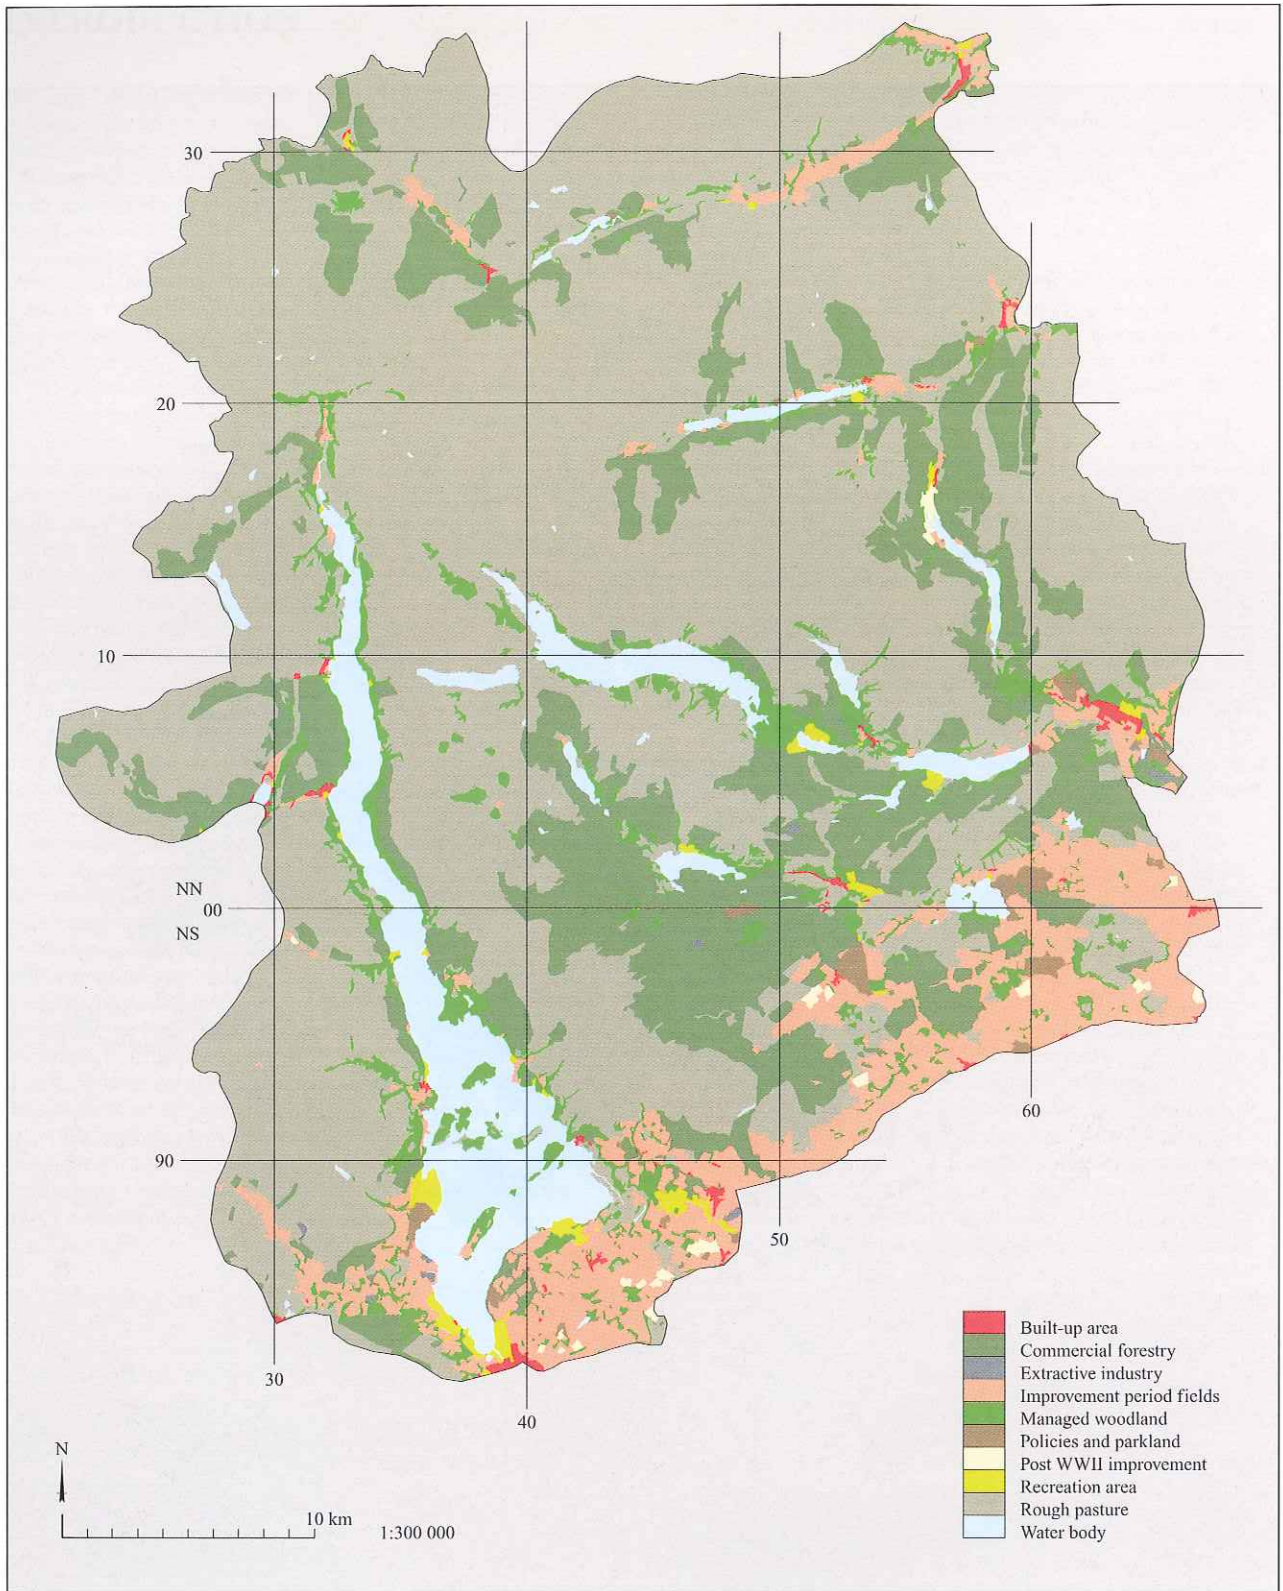 30
20
10
NN
00
NS
60
90
50
30
40
Built-up area
Commercial forestry
Extractive industry
Improvement period fields
Managed woodland
Policies and parkland
Post WWII improvement
Recreation area
Rough pasture
Water body
N
10 km
1:300 000